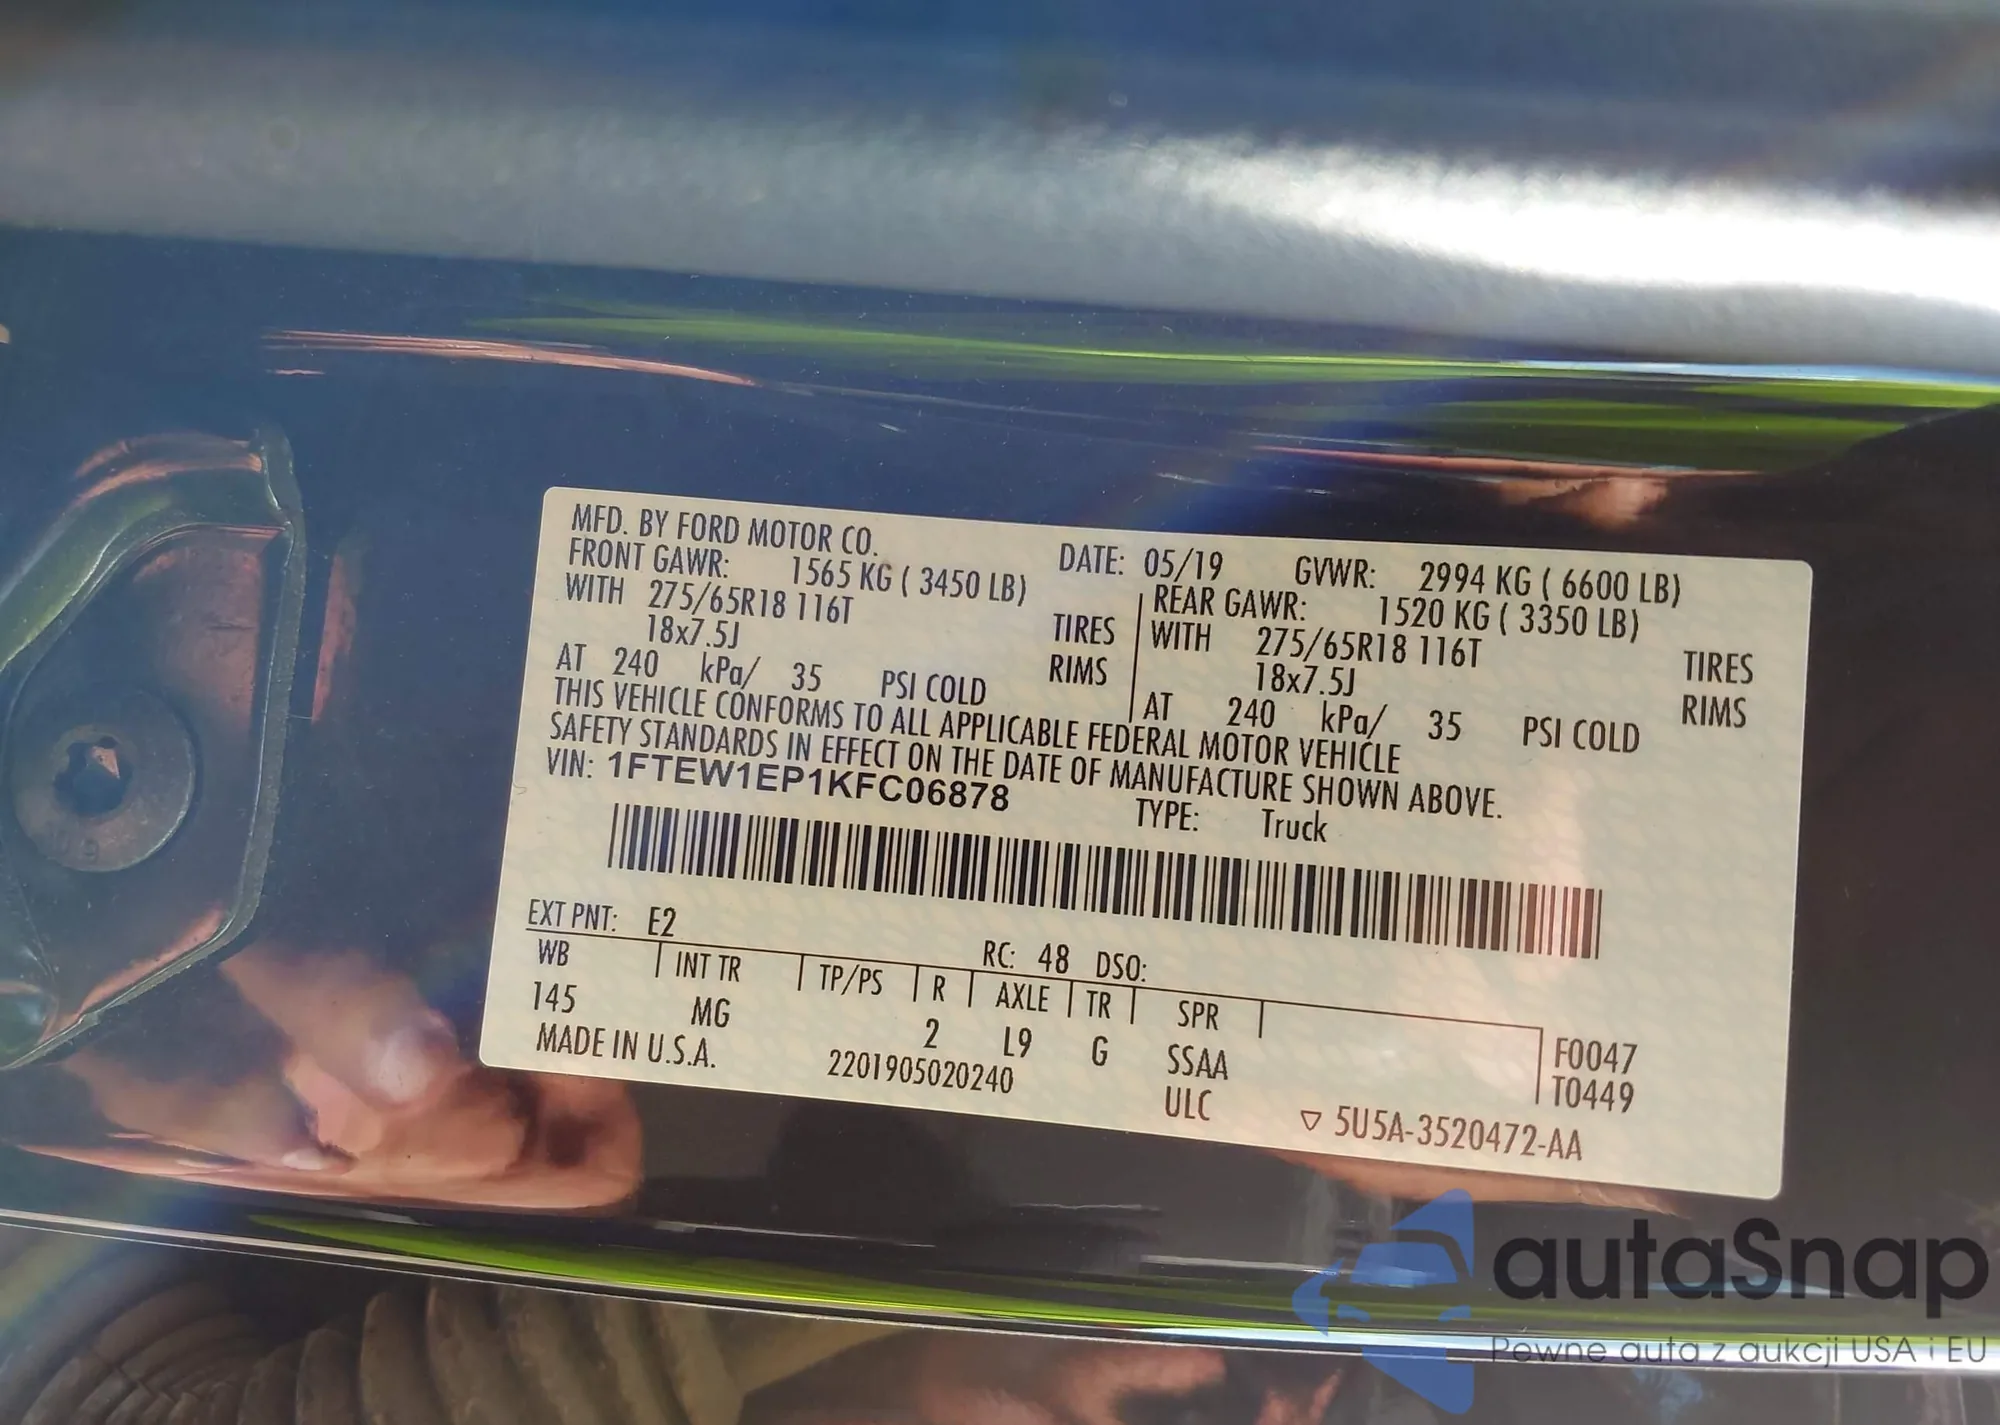 MFD. BY FORD MOTOR CO. DATE: 05/19 GVWR: 2994 KG ( 6600 LB)
FRONT GAWR: 1565 KG ( 3450 LB) REAR GAWR: 1520 KG ( 3350 LB)
WITH 275/65R18 116T TIRES WITH 275/65R18 116T TIRES
18x7.5J RIMS 18x7.5J RIMS
AT 240 kPa/ 35 PSI COLD AT 240 kPa/ 35 PSI COLD
THIS VEHICLE CONFORMS TO ALL APPLICABLE FEDERAL MOTOR VEHICLE
SAFETY STANDARDS IN EFFECT ON THE DATE OF MANUFACTURE SHOWN ABOVE.
VIN: 1FTEW1EP1KFC06878 TYPE: Truck
EXT PNT: E2 RC: 48 DSO:
WB INT TR TP/PS R AXLE TR SPR
145 MG 2 L9 G SSAA F0047
MADE IN U.S.A. 2201905020240 ULC T0449
▽ 5U5A-3520472-AA
autaSnap
Pewne auta z aukcji USA i EU